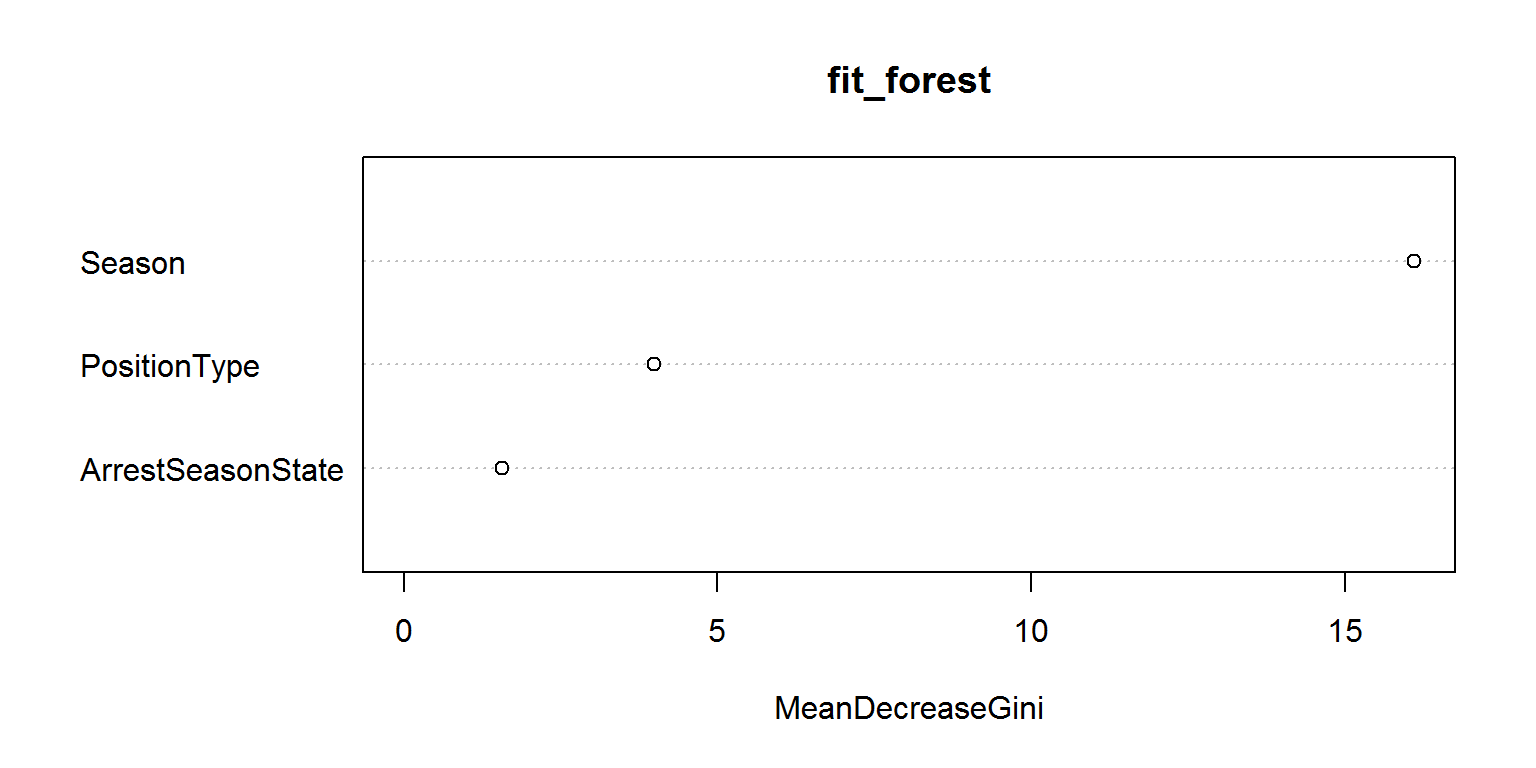 fit_forest
Season
PositionType
ArrestSeasonState
0 5 10 15
MeanDecreaseGini